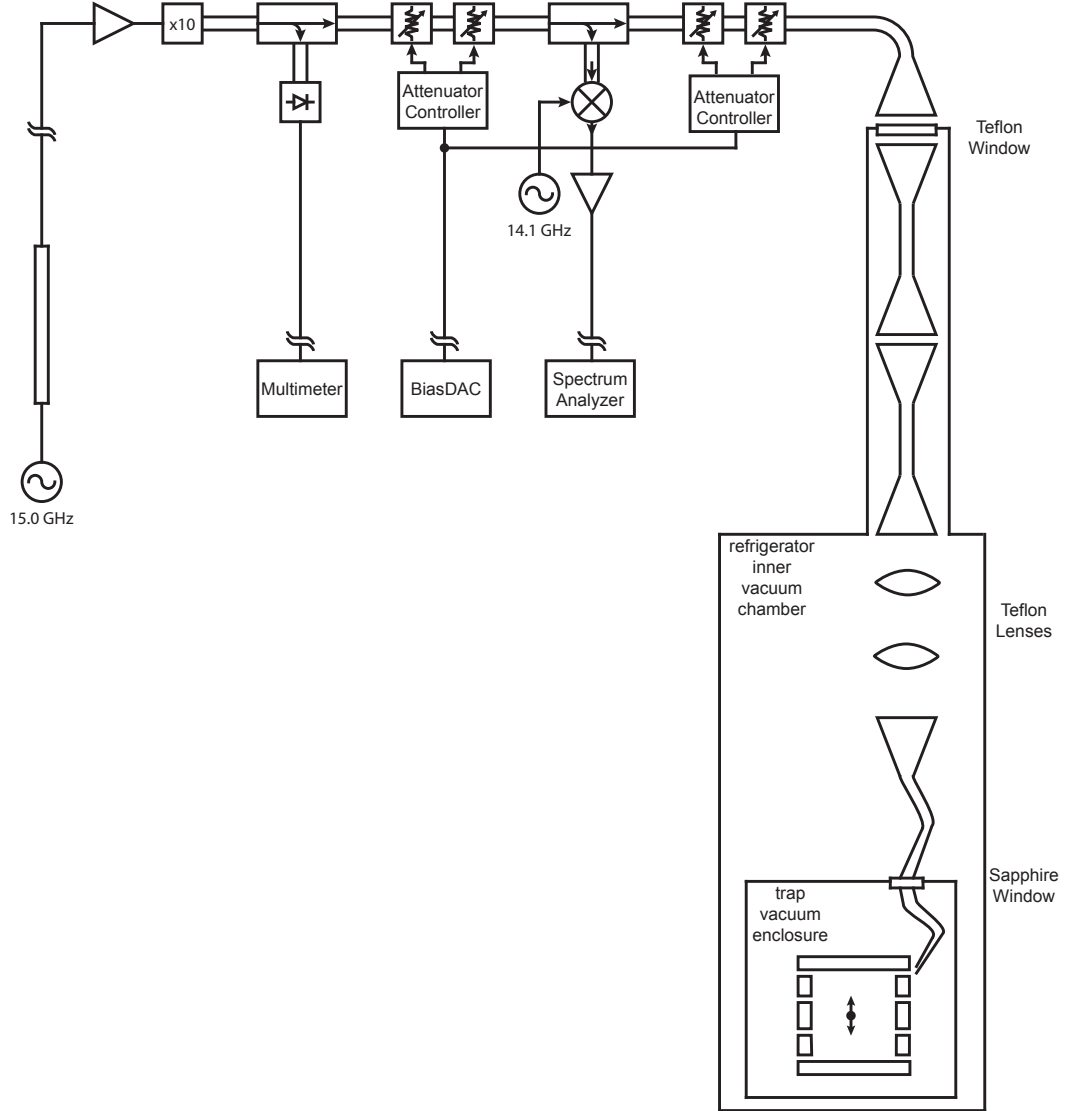 x10
Attenuator
Controller
Attenuator
Controller
Teflon
Window
14.1 GHz
Multimeter
BiasDAC
Spectrum
Analyzer
15.0 GHz
refrigerator
inner
vacuum
chamber
Teflon
Lenses
Sapphire
Window
trap
vacuum
enclosure